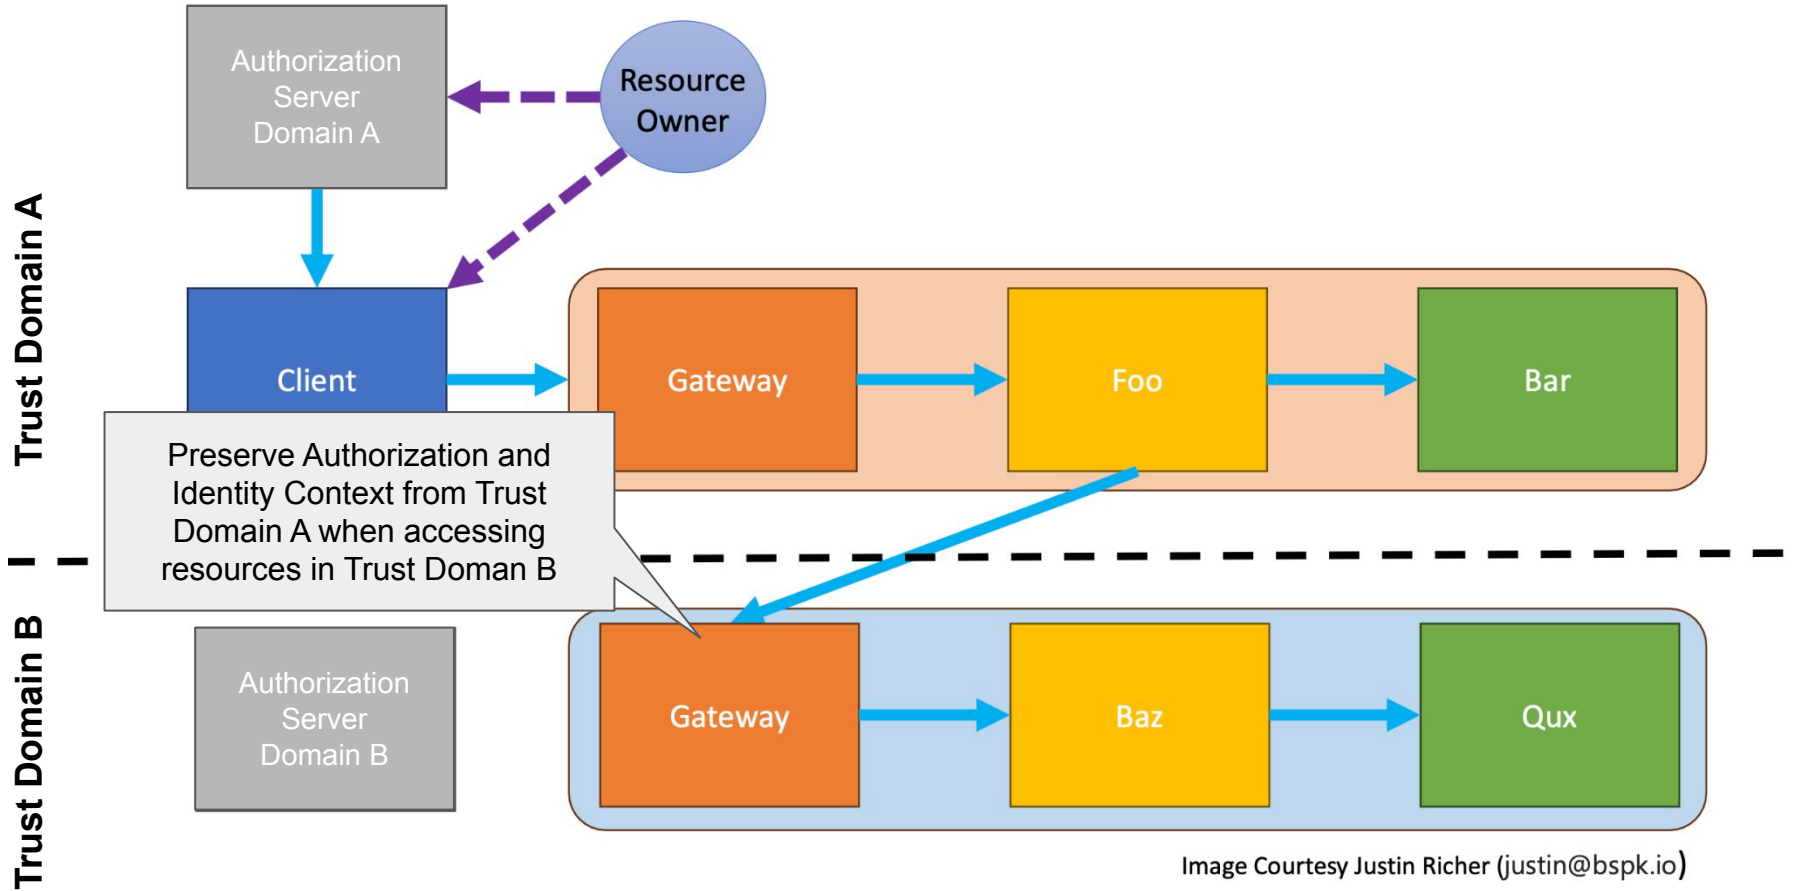 Authorization
Server
Domain A
Resource
Owner
Trust Domain A
Client
Gateway
Foo
Bar
Preserve Authorization and
Identity Context from Trust
Domain A when accessing
resources in Trust Doman B
Trust Domain B
Authorization
Server
Domain B
Gateway
Baz
Qux
Image Courtesy Justin Richer (justin@bspk.io)